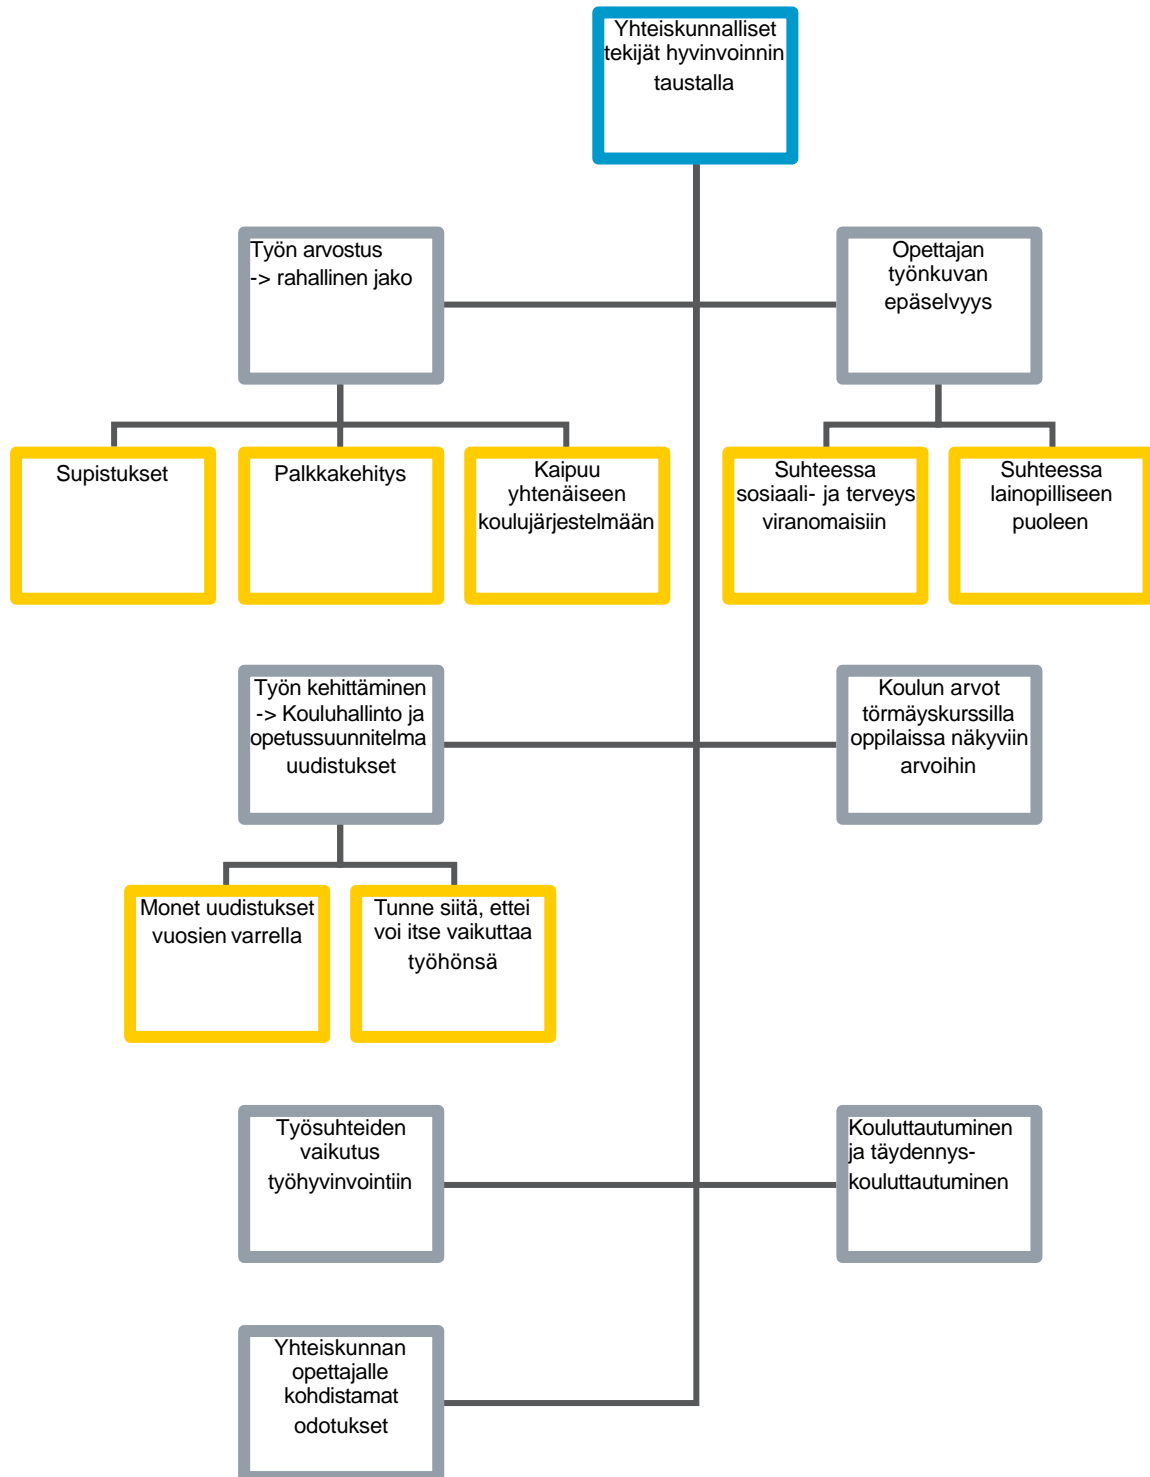 Yhteiskunnalliset
tekijät hyvinvoinnin
taustalla
Työn arvostus
-> rahallinen jako
Opettajan
työnkuvan
epäselvyys
Supistukset
Palkkakehitys
Kaipuu
yhtenäiseen
koulujärjestelmään
Suhteessa
sosiaali- ja terveys
viranomaisiin
Suhteessa
lainopilliseen
puoleen
Työn kehittäminen
-> Kouluhallinto ja
opetussuunnitelma
uudistukset
Koulun arvot
törmäyskurssilla
oppilaissa näkyviin
arvoihin
Monet uudistukset
vuosien varrella
Tunne siitä, ettei
voi itse vaikuttaa
työhönsä
Työsuhteiden
vaikutus
työhyvinvointiin
Kouluttautuminen
ja täydennys-
kouluttautuminen
Yhteiskunnan
opettajalle
kohdistamat
odotukset